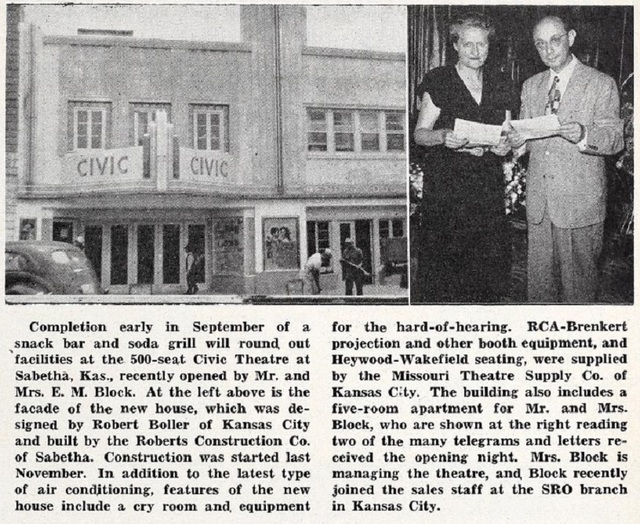 CIVIC CIVIC
Completion early in September of a
snack bar and soda grill will round out
facilities at the 500-seat Civic Theatre at
Sabetha, Kas., recently opened by Mr. and
Mrs. E. M. Block. At the left above is the
facade of the new house, which was de-
signed by Robert Boller of Kansas City
and built by the Roberts Construction Co.
of Sabetha. Construction was started last
November. In addition to the latest type
of air conditioning, features of the new
house include a cry room and equipment
for the hard-of-hearing. RCA-Brenkert
projection and other booth equipment, and
Heywood-Wakefield seating, were supplied
by the Missouri Theatre Supply Co. of
Kansas City. The building also includes a
five-room apartment for Mr. and Mrs.
Block, who are shown at the right reading
two of the many telegrams and letters re-
ceived the opening night. Mrs. Block is
managing the theatre, and Block recently
joined the sales staff at the SRO branch
in Kansas City.